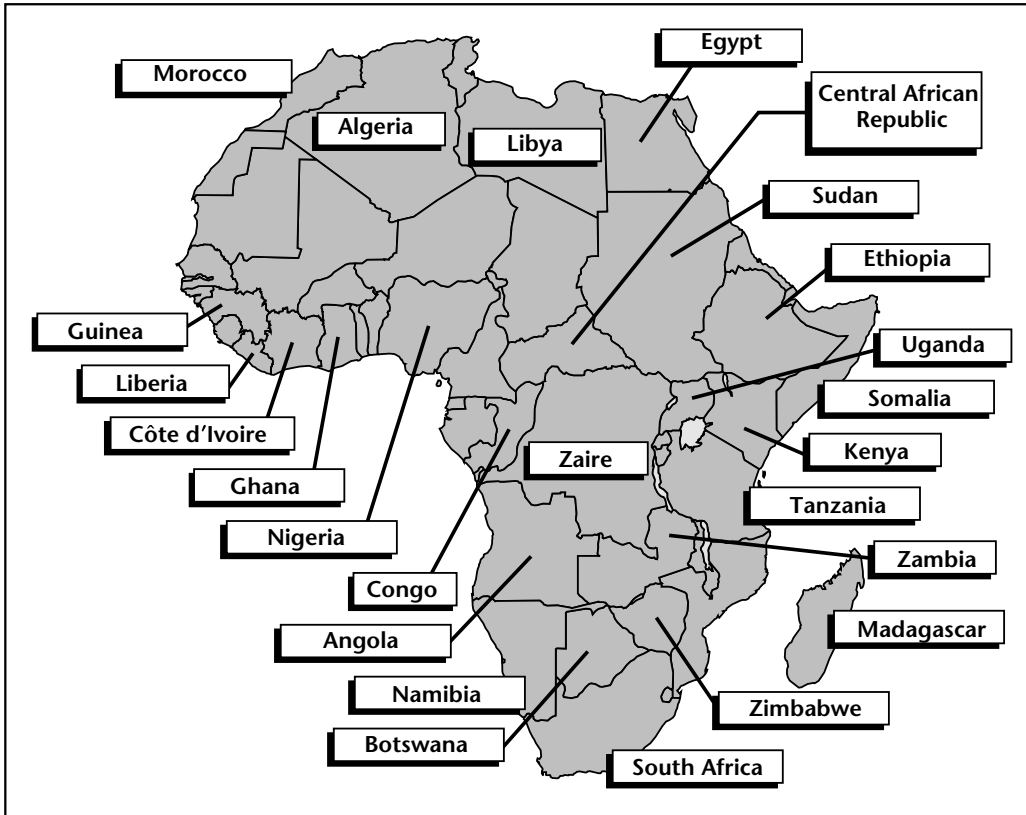 Egypt
Morocco
Central African
Republic
Algeria
Libya
Sudan
Ethiopia
Guinea
Uganda
Liberia
Somalia
Côte d'Ivoire
Kenya
Zaire
Ghana
Tanzania
Nigeria
Zambia
Congo
Madagascar
Angola
Namibia
Zimbabwe
Botswana
South Africa